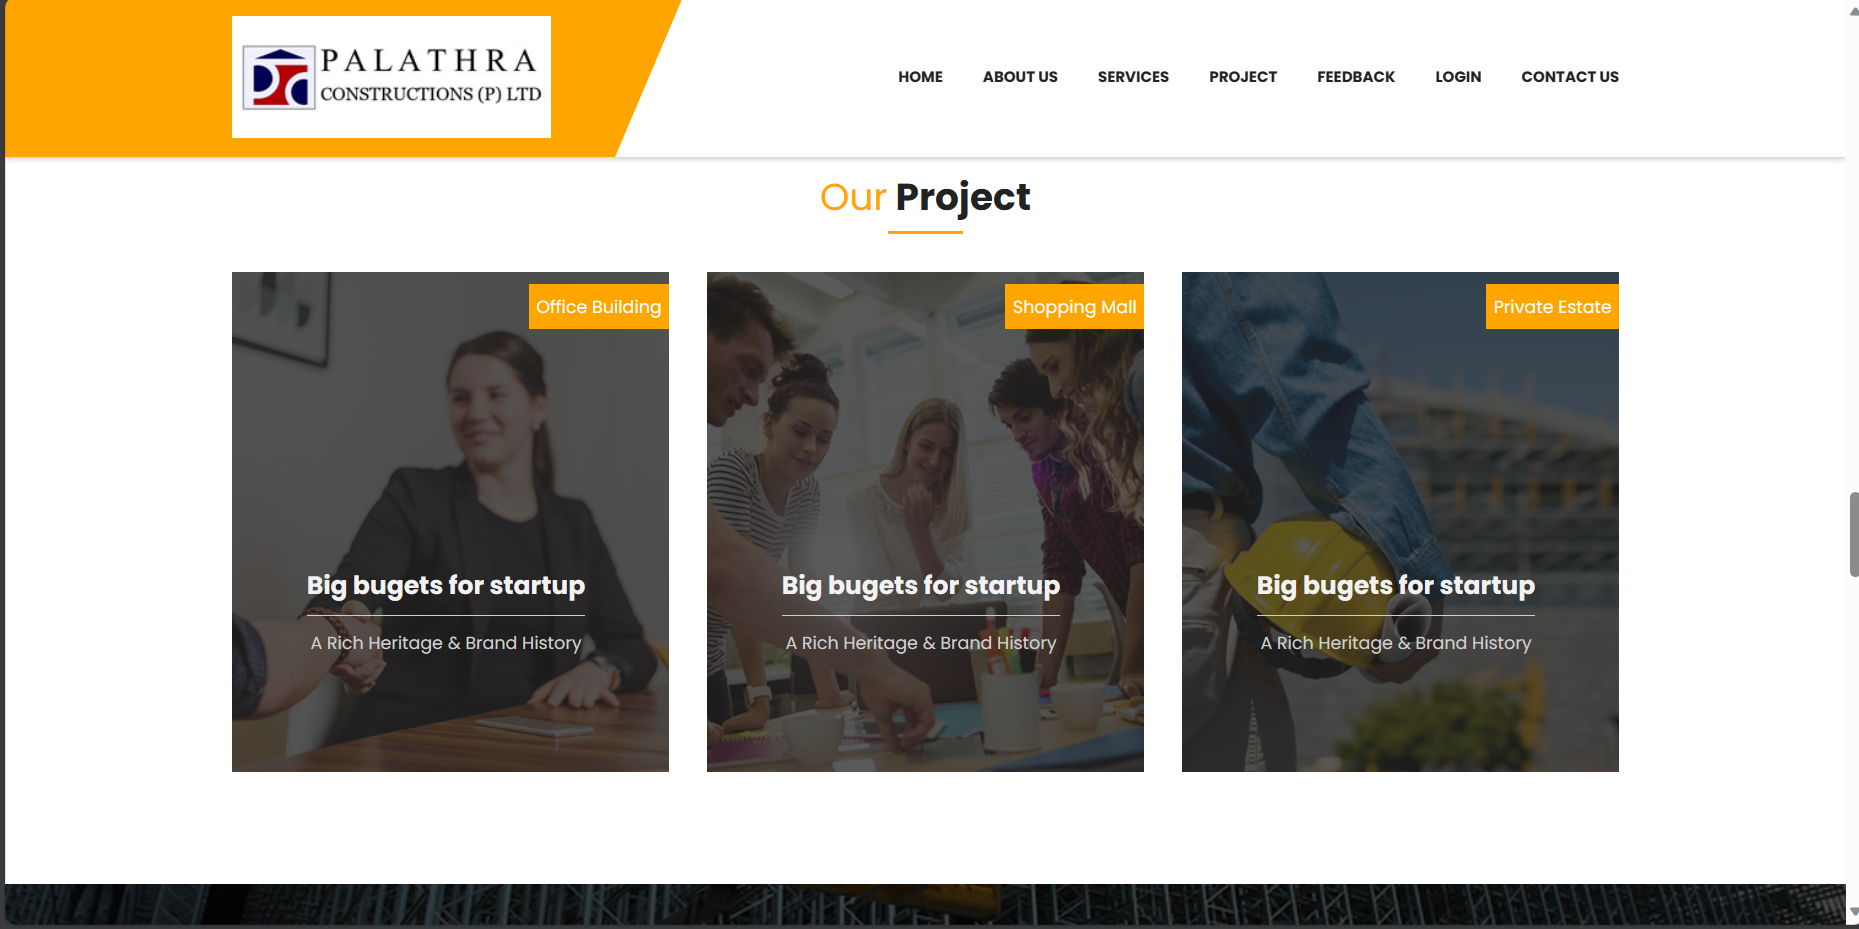 PALATHRA
CONSTRUCTIONS (P) LTD
HOME ABOUT US SERVICES PROJECT FEEDBACK LOGIN CONTACT US
Our Project
Office Building
Big bugets for startup
A Rich Heritage & Brand History
Shopping Mall
Big bugets for startup
A Rich Heritage & Brand History
Private Estate
Big bugets for startup
A Rich Heritage & Brand History